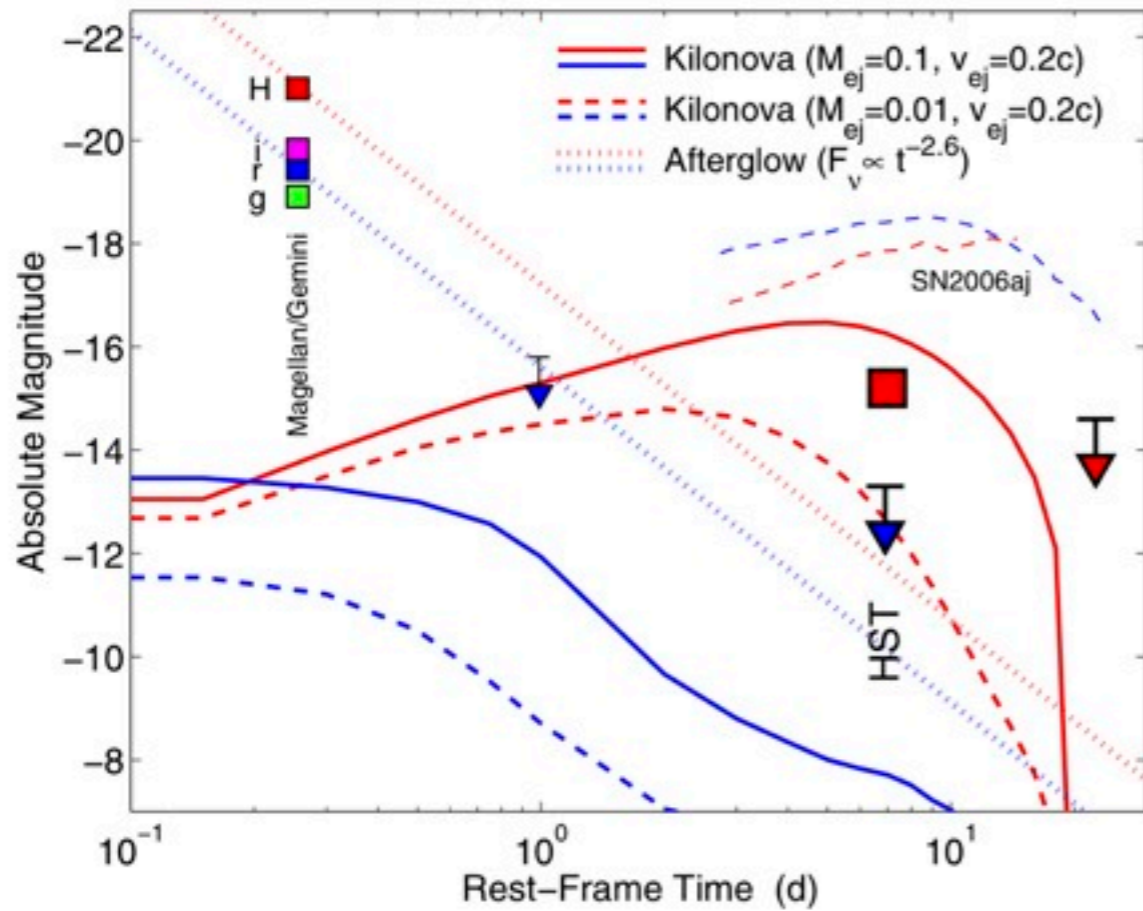 Kilonova (M_ej=0.1, v_ej=0.2c)
Kilonova (M_ej=0.01, v_ej=0.2c)
Afterglow (F_ν∝ t^−2.6)
H
i
r
g
Magellan/Gemini
SN2006aj
HST
Absolute Magnitude
−22
−20
−18
−16
−14
−12
−10
−8
10^−1
10^0
10^1
Rest−Frame Time (d)